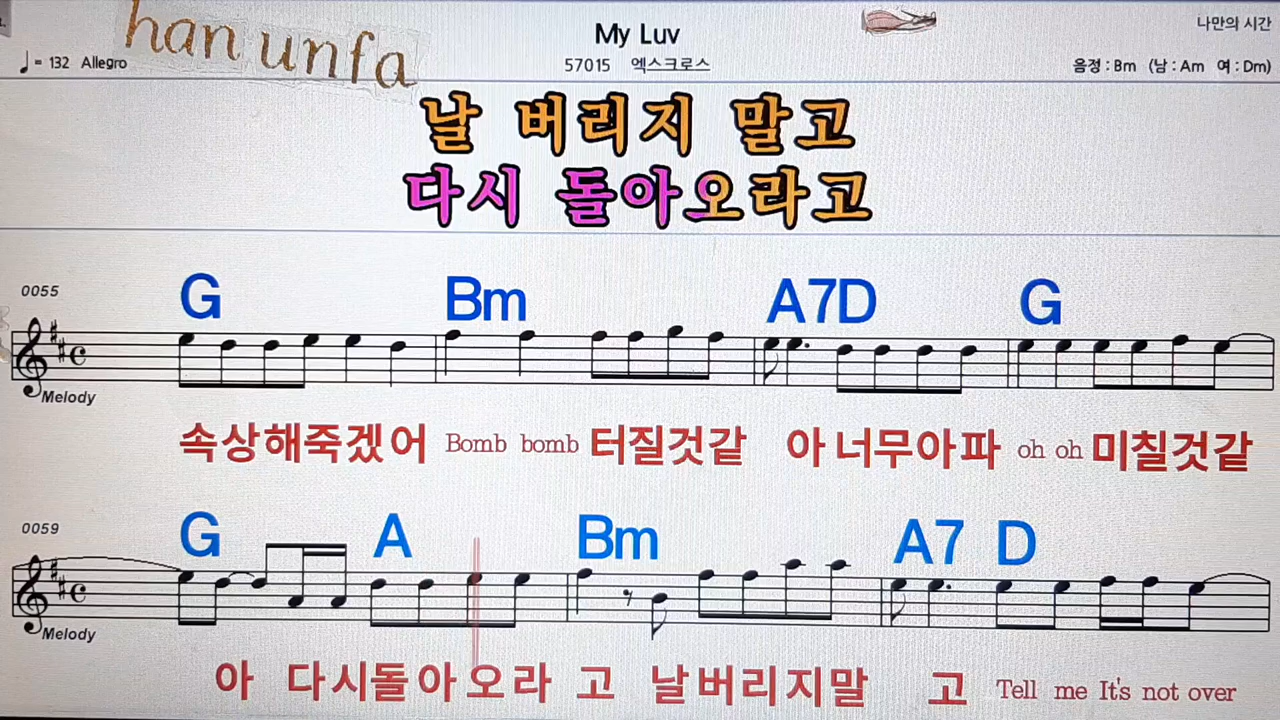 han unfa
My Luv
나만의 시간
♩= 132 Allegro
57015 엑스크로스
음정 : Bm (남 : Am 여 : Dm)
날 버리지 말고
다시 돌아오라고
0055
G Bm A7D G
Melody
속상해죽겠어 Bomb bomb 터질것같 아 너무아파 oh oh 미칠것같
0059
G A Bm A7 D
Melody
아 다시돌아오라 고 날버리지말 고 Tell me It's not over